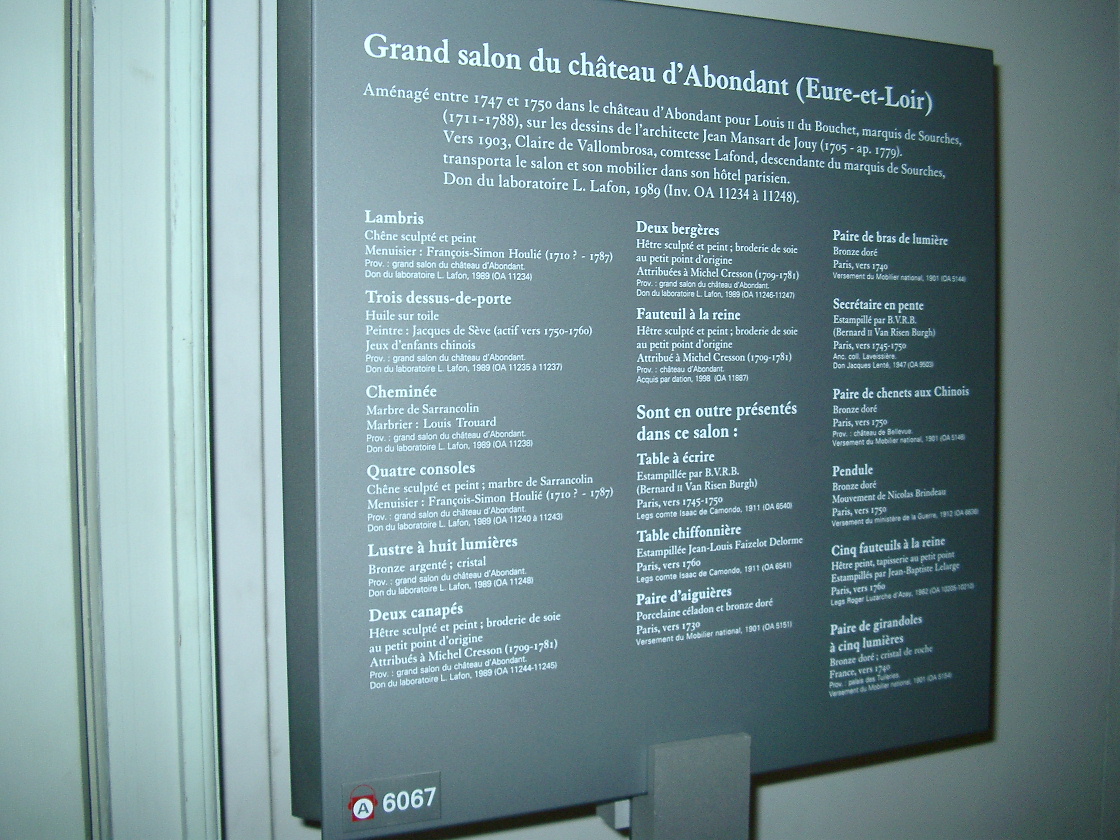 Grand salon du château d'Abondant (Eure-et-Loir)
Aménagé entre 1747 et 1750 dans le château d'Abondant pour Louis II du Bouchet, marquis de Sourches,
(1711-1788), sur les dessins de l'architecte Jean Mansart de Jouy (1705 - ap. 1779).
Vers 1903, Claire de Vallombrosa, comtesse Lafond, descendante du marquis de Sourches,
transporta le salon et son mobilier dans son hôtel parisien.
Don du laboratoire L. Lafon, 1989 (Inv. OA 11234 à 11248).
Lambris
Chêne sculpté et peint
Menuisier : François-Simon Houlié (1710 ? - 1787)
Prov. : grand salon du château d'Abondant.
Don du laboratoire L. Lafon, 1989 (OA 11234)
Trois dessus-de-porte
Huile sur toile
Peintre : Jacques de Sève (actif vers 1750-1760)
Jeux d'enfants chinois
Prov. : grand salon du château d'Abondant.
Don du laboratoire L. Lafon, 1989 (OA 11235 à 11237)
Cheminée
Marbre de Sarrancolin
Marbrier : Louis Trouard
Prov. : grand salon du château d'Abondant.
Don du laboratoire L. Lafon, 1989 (OA 11238)
Quatre consoles
Chêne sculpté et peint ; marbre de Sarrancolin
Menuisier : François-Simon Houlié (1710 ? - 1787)
Prov. : grand salon du château d'Abondant.
Don du laboratoire L. Lafon, 1989 (OA 11240 à 11243)
Lustre à huit lumières
Bronze argenté ; cristal
Prov. : grand salon du château d'Abondant.
Don du laboratoire L. Lafon, 1989 (OA 11248)
Deux canapés
Hêtre sculpté et peint ; broderie de soie
au petit point d'origine
Attribués à Michel Cresson (1709-1781)
Prov. : grand salon du château d'Abondant.
Don du laboratoire L. Lafon, 1989 (OA 11244-11245)
Deux bergères
Hêtre sculpté et peint ; broderie de soie
au petit point d'origine
Attribuées à Michel Cresson (1709-1781)
Prov. : grand salon du château d'Abondant.
Don du laboratoire L. Lafon, 1989 (OA 11246-11247)
Fauteuil à la reine
Hêtre sculpté et peint ; broderie de soie
au petit point d'origine
Attribué à Michel Cresson (1709-1781)
Prov. : château d'Abondant.
Acquis par dation, 1998 (OA 11887)
Sont en outre présentés
dans ce salon :
Table à écrire
Estampillée par B.V.R.B.
(Bernard II Van Risen Burgh)
Paris, vers 1745-1750
Legs comte Isaac de Camondo, 1911 (OA 6540)
Table chiffonnière
Estampillée Jean-Louis Faizelot Delorme
Paris, vers 1760
Legs comte Isaac de Camondo, 1911 (OA 6541)
Paire d'aiguières
Porcelaine céladon et bronze doré
Paris, vers 1730
Versement du Mobilier national, 1901 (OA 5151)
Paire de bras de lumière
Bronze doré
Paris, vers 1740
Versement du Mobilier national, 1901 (OA 5144)
Secrétaire en pente
Estampillé par B.V.R.B.
(Bernard II Van Risen Burgh)
Paris, vers 1745-1750
Anc. coll. Laveissière.
Don Jacques Lenté, 1947 (OA 9503)
Paire de chenets aux Chinois
Bronze doré
Paris, vers 1750
Prov. : château de Bellevue.
Versement du Mobilier national, 1901 (OA 5146)
Pendule
Bronze doré
Mouvement de Nicolas Brindeau
Paris, vers 1750
Versement du ministère de la Guerre, 1912 (OA
Cinq fauteuils à la reine
Hêtre peint, tapisserie au petit point
Estampillés par Jean-Baptiste Lelarge
Paris, vers 1760
Legs Roger Luzarche d'Azay, 1962 (OA
Paire de girandoles
à cinq lumières
Bronze doré ; cristal de roche
France, vers 1740
Prov. : palais des Tuileries.
Versement du Mobilier national, 1901 (OA
A 6067